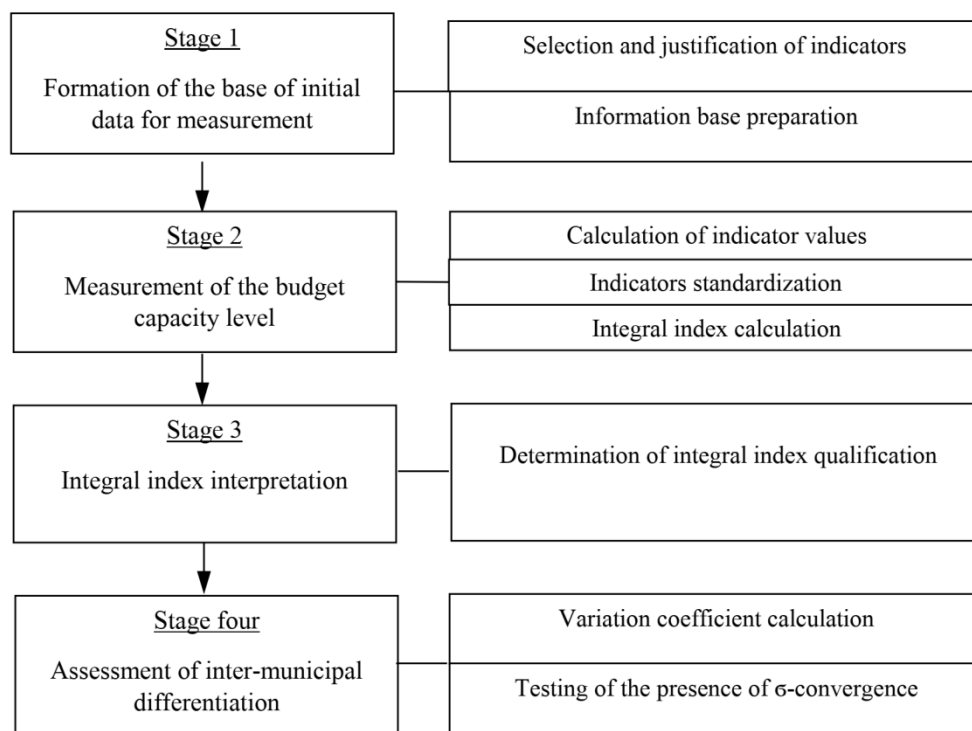 Stage 1
Formation of the base of initial
data for measurement
Selection and justification of indicators
Information base preparation
Stage 2
Measurement of the budget
capacity level
Calculation of indicator values
Indicators standardization
Integral index calculation
Stage 3
Integral index interpretation
Determination of integral index qualification
Stage four
Assessment of inter-municipal
differentiation
Variation coefficient calculation
Testing of the presence of б-convergence